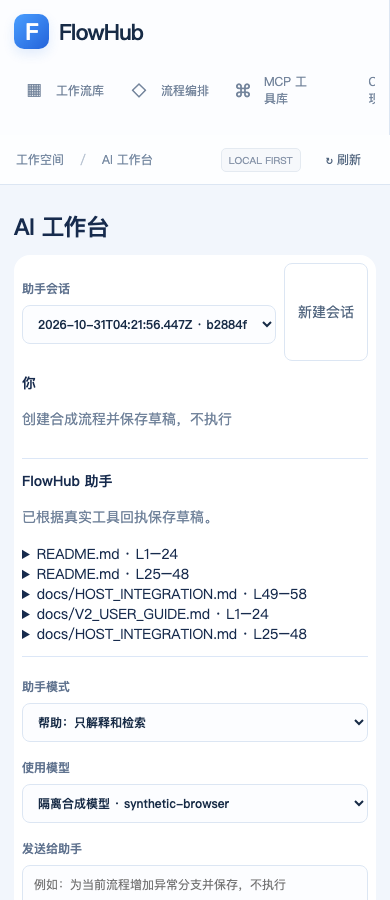 F FlowHub
工作流库
流程编排
MCP 工
具库
工作空间 / AI 工作台
LOCAL FIRST
↻ 刷新
AI 工作台
助手会话
2026-10-31T04:21:56.447Z · b2884f
新建会话
你
创建合成流程并保存草稿，不执行
FlowHub 助手
已根据真实工具回执保存草稿。
▶ README.md · L1–24
▶ README.md · L25–48
▶ docs/HOST_INTEGRATION.md · L49–58
▶ docs/V2_USER_GUIDE.md · L1–24
▶ docs/HOST_INTEGRATION.md · L25–48
助手模式
帮助：只解释和检索
使用模型
隔离合成模型 · synthetic-browser
发送给助手
例如：为当前流程增加异常分支并保存，不执行